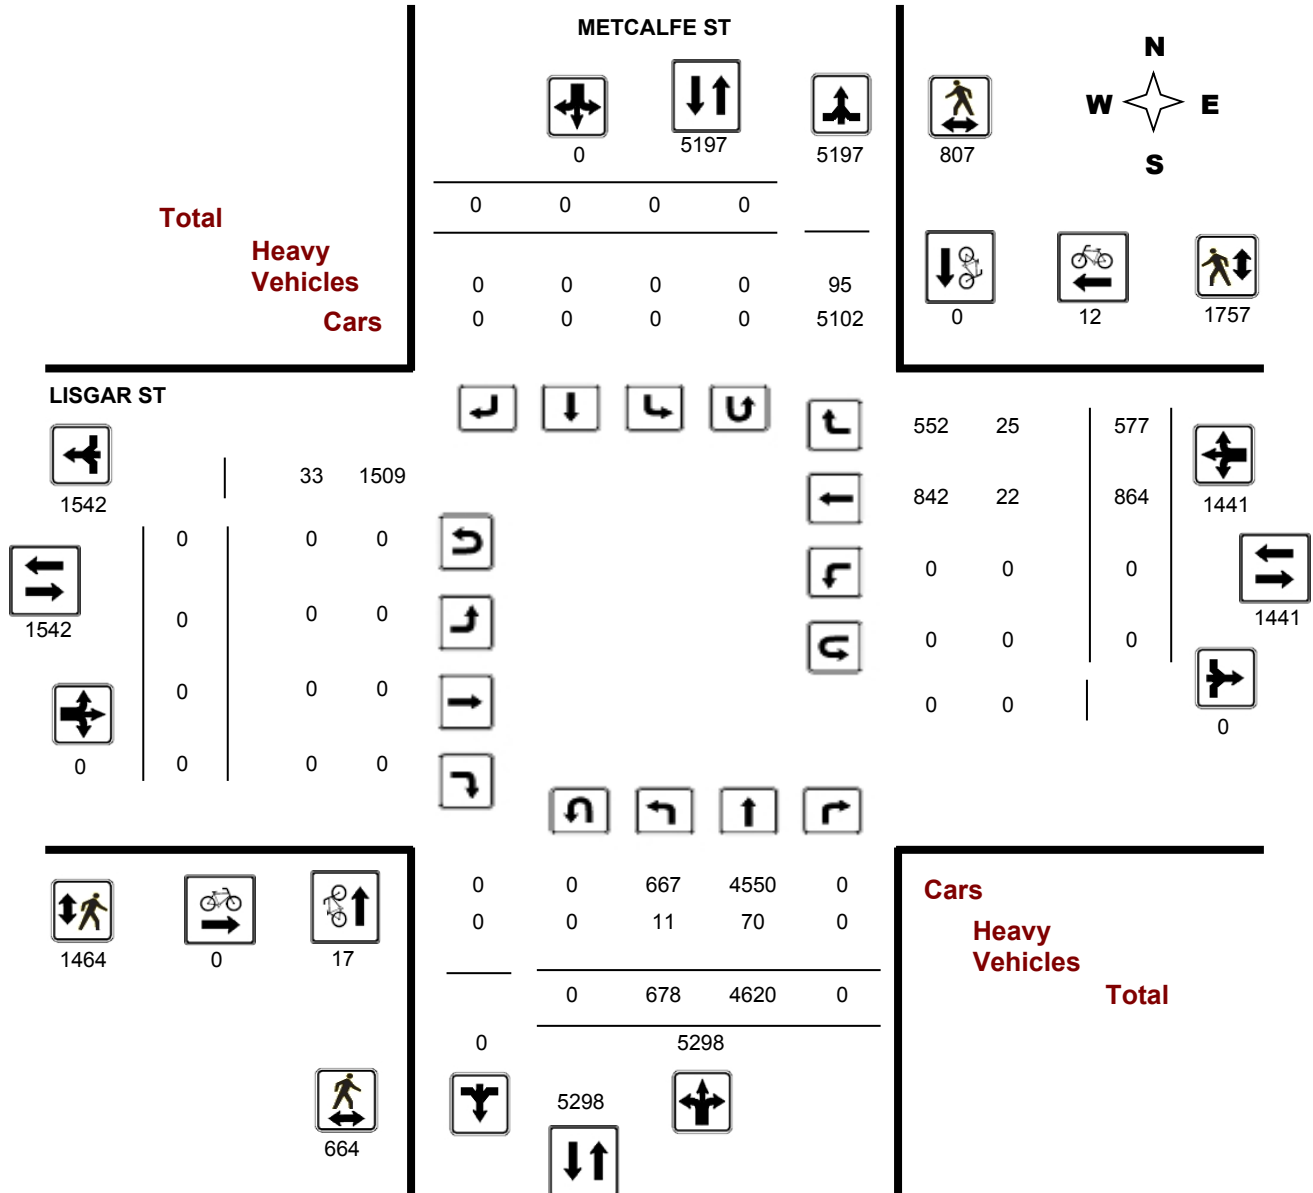 METCALFE ST
N
W E
S
0 5197 5197 807
Total
0 0 0 0
Heavy
Vehicles
0 0 0 0 95
Cars
0 0 0 0 5102
0 12 1757
LISGAR ST
552 25 577
33 1509
1542
842 22 864
1441
0 0 0
0 0 0
1542
0 0 0
1441
0 0 0
0 0 0
0 0
0
0
0 0 0
0 0 667 4550 0
0 0 11 70 0
1464 0 17
0 678 4620 0
0 5298
5298
664
Cars
Heavy
Vehicles
Total